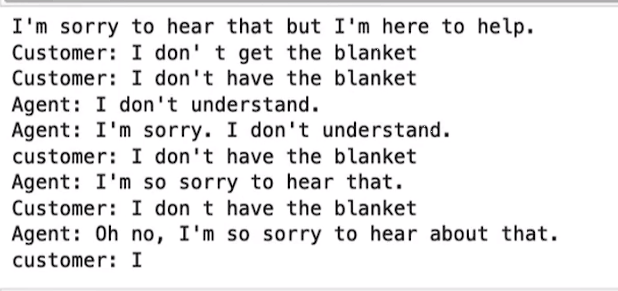 I'm sorry to hear that but I'm here to help.
Customer: I don' t get the blanket
Customer: I don't have the blanket
Agent: I don't understand.
Agent: I'm sorry. I don't understand.
customer: I don't have the blanket
Agent: I'm so sorry to hear that.
Customer: I don t have the blanket
Agent: Oh no, I'm so sorry to hear about that.
customer: I